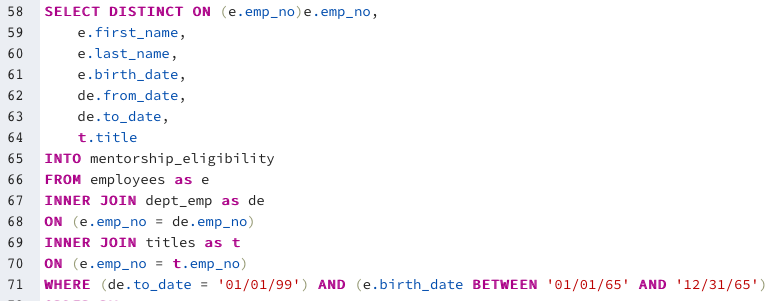 58 SELECT DISTINCT ON (e.emp_no)e.emp_no,
59 e.first_name,
60 e.last_name,
61 e.birth_date,
62 de.from_date,
63 de.to_date,
64 t.title
65 INTO mentorship_eligibility
66 FROM employees as e
67 INNER JOIN dept_emp as de
68 ON (e.emp_no = de.emp_no)
69 INNER JOIN titles as t
70 ON (e.emp_no = t.emp_no)
71 WHERE (de.to_date = '01/01/99') AND (e.birth_date BETWEEN '01/01/65' AND '12/31/65')